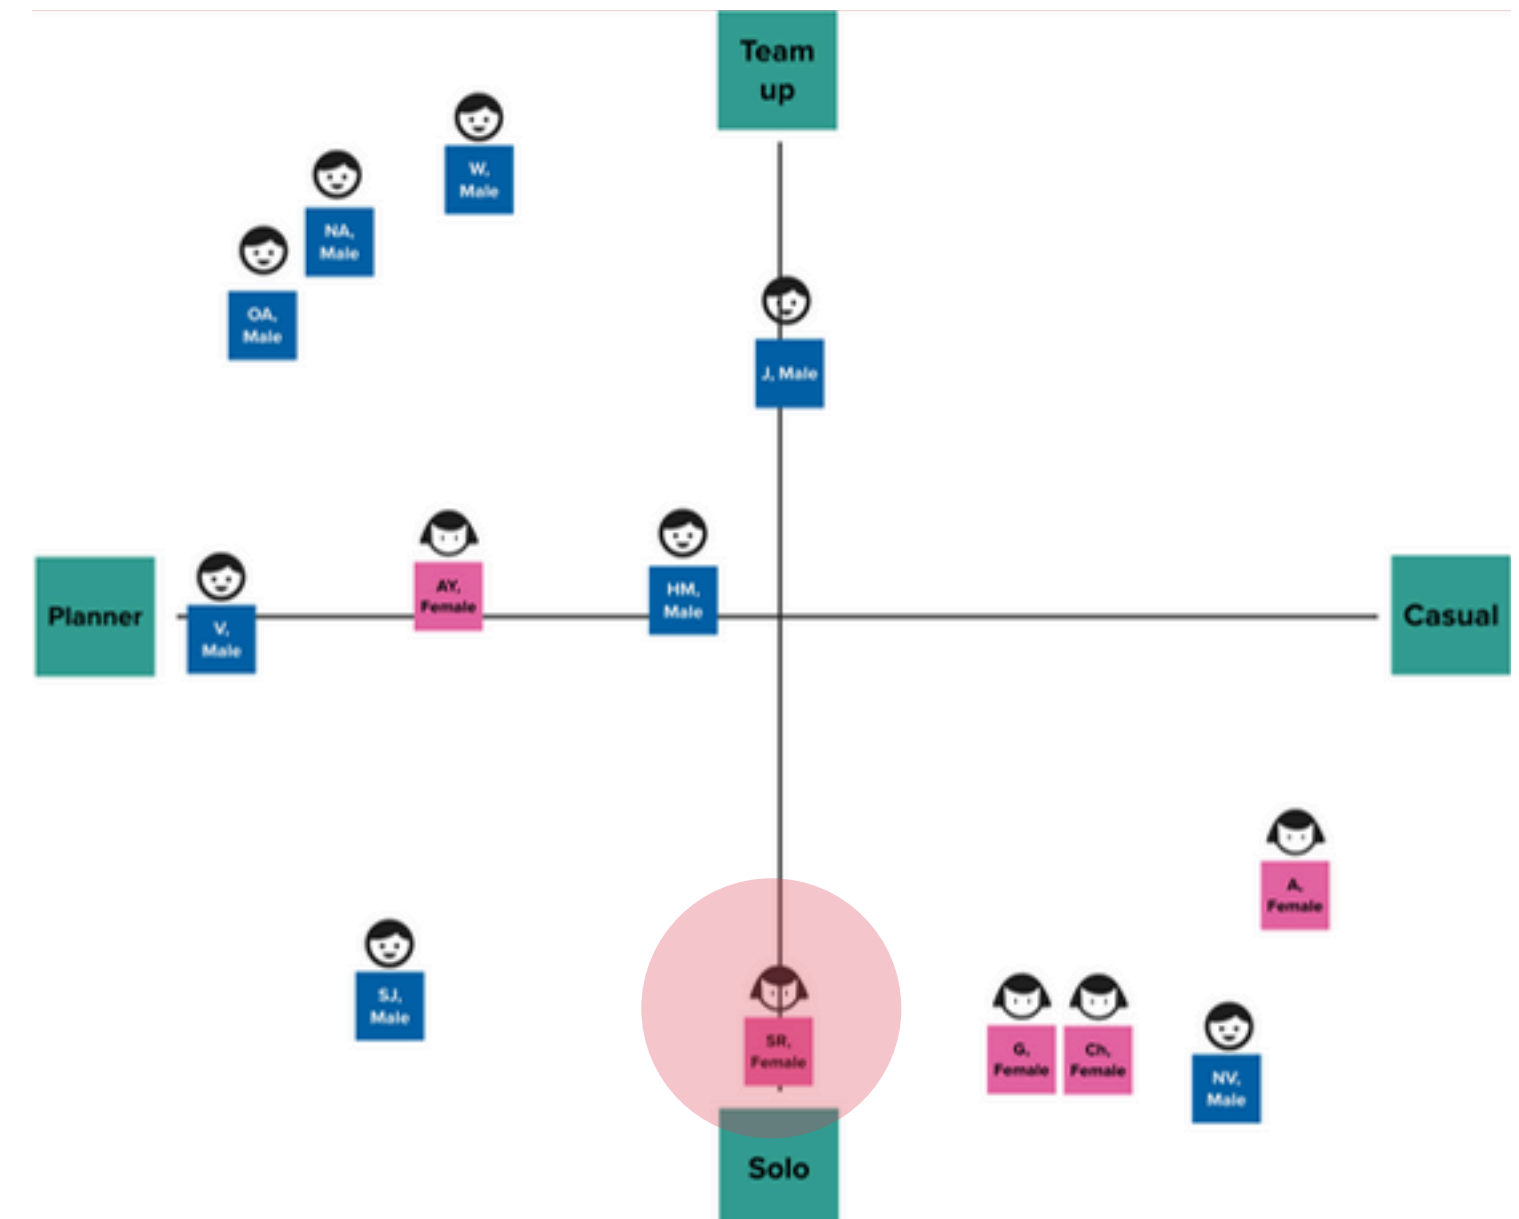 Team
up
W,
Male
NA,
Male
OA,
Male
J, Male
AY,
Female
HM,
Male
Planner
V,
Male
Casual
A,
Female
SJ,
Male
SR,
Female
G,
Female
Ch,
Female
NV,
Male
Solo